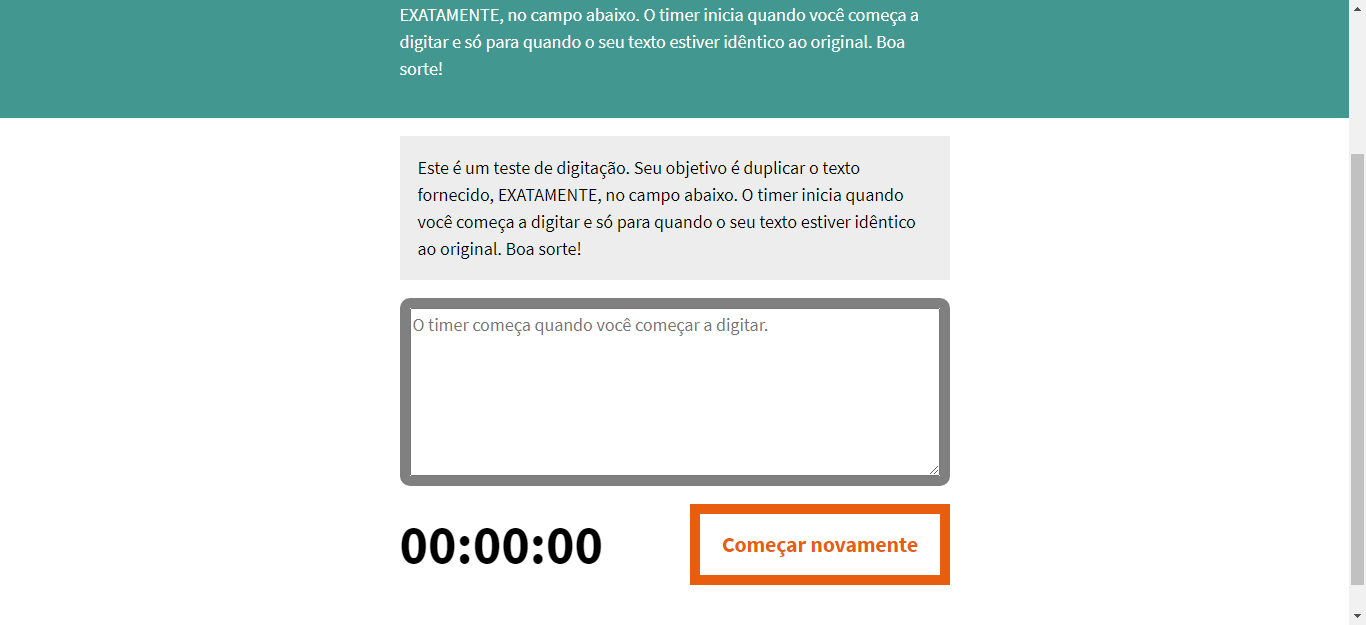 EXATAMENTE, no campo abaixo. O timer inicia quando você começa a
digitar e só para quando o seu texto estiver idêntico ao original. Boa
sorte!
Este é um teste de digitação. Seu objetivo é duplicar o texto
fornecido, EXATAMENTE, no campo abaixo. O timer inicia quando
você começa a digitar e só para quando o seu texto estiver idêntico
ao original. Boa sorte!
O timer começa quando você começar a digitar.
00:00:00
Começar novamente